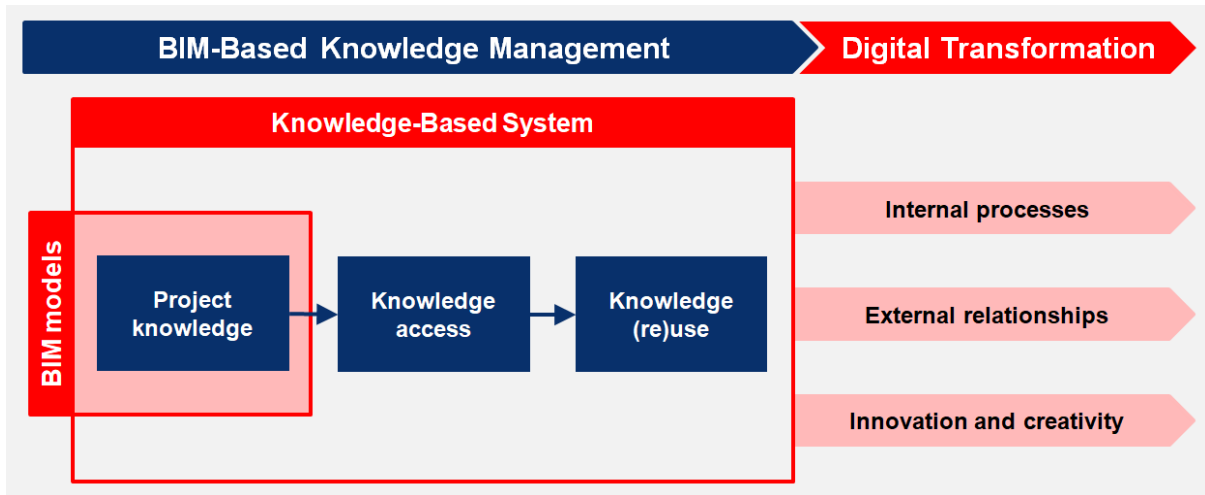 BIM-Based Knowledge Management
Digital Transformation
Knowledge-Based System
BIM models
Project
knowledge
Knowledge
access
Knowledge
(re)use
Internal processes
External relationships
Innovation and creativity